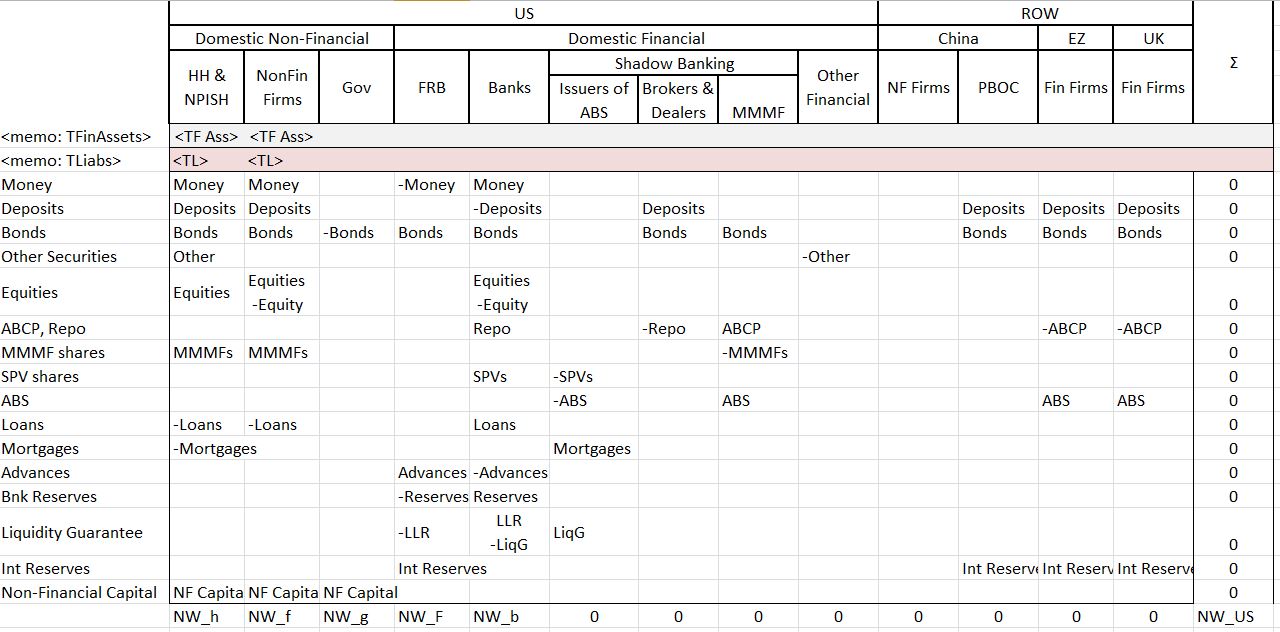 US ROW
Domestic Non-Financial Domestic Financial China EZ UK
Shadow Banking
HH & NPISH NonFin Firms Gov FRB Banks Issuers of ABS Brokers & Dealers MMMF Other Financial NF Firms PBOC Fin Firms Fin Firms Σ
<memo: TFinAssets> <TF Ass> <TF Ass>
<memo: TLiabs> <TL> <TL>
Money Money Money -Money Money 0
Deposits Deposits Deposits -Deposits Deposits Deposits Deposits Deposits 0
Bonds Bonds Bonds -Bonds Bonds Bonds Bonds Bonds Bonds Bonds Bonds 0
Other Securities Other -Other 0
Equities Equities Equities -Equity Equities -Equity 0
ABCP, Repo Repo -Repo ABCP -ABCP -ABCP 0
MMMF shares MMMFs MMMFs -MMMFs 0
SPV shares SPVs -SPVs 0
ABS -ABS ABS ABS ABS 0
Loans -Loans -Loans Loans 0
Mortgages -Mortgages Mortgages 0
Advances Advances -Advances 0
Bnk Reserves -Reserves Reserves 0
Liquidity Guarantee -LLR LLR -LiqG LiqG 0
Int Reserves Int Reserves Int Reserve Int Reserv Int Reserve 0
Non-Financial Capital NF Capita NF Capita NF Capital 0
NW_h NW_f NW_g NW_F NW_b 0 0 0 0 0 0 0 0 NW_US